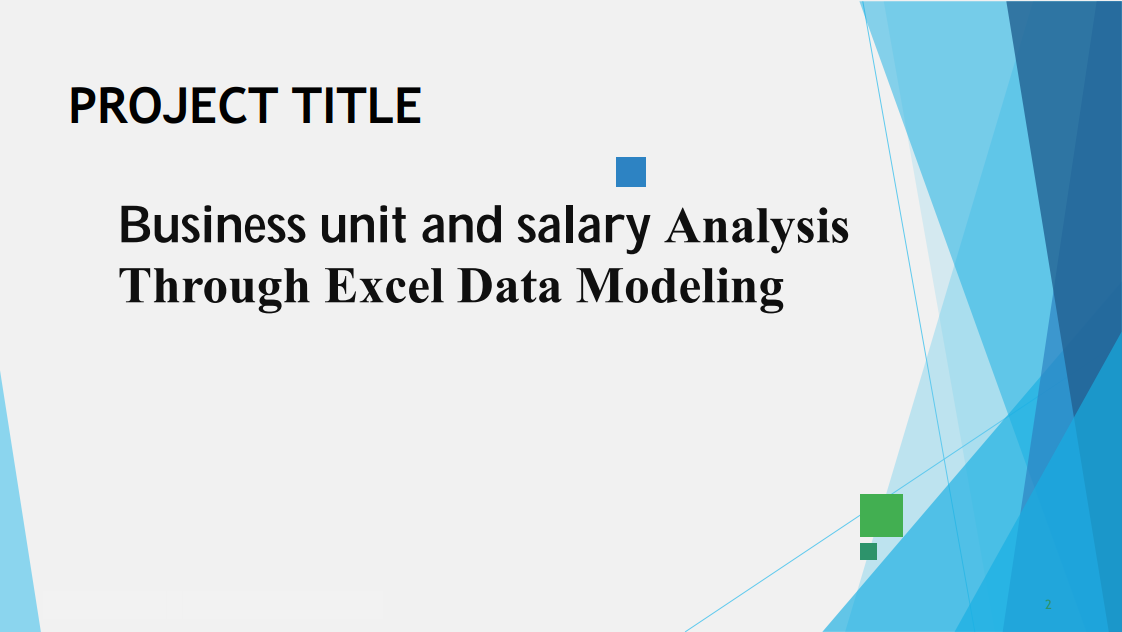 PROJECT TITLE
Business unit and salary Analysis
Through Excel Data Modeling
2